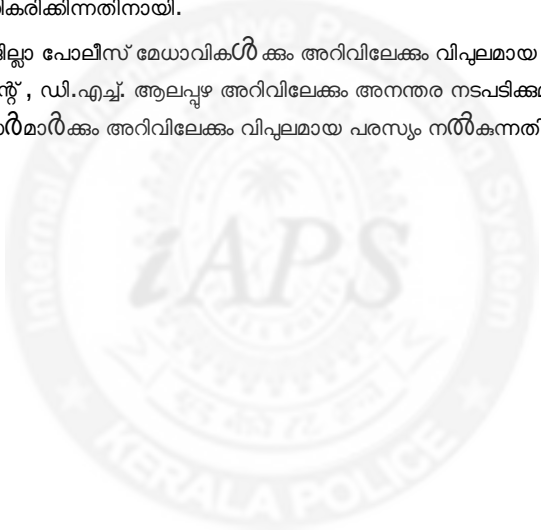 കരിക്കിന്നതിനായി.
ജില്ലാ പോലീസ് മേധാവികൾ ക്കും അറിവിലേക്കും വിപുലമായ
ന്റ് , ഡി.എച്ച്. ആലപ്പുഴ അറിവിലേക്കും അനന്തര നടപടിക്കുമ
ർമാർക്കും അറിവിലേക്കും വിപുലമായ പരസ്യം നൽകുന്നതി
iAPS
KERALA POLICE